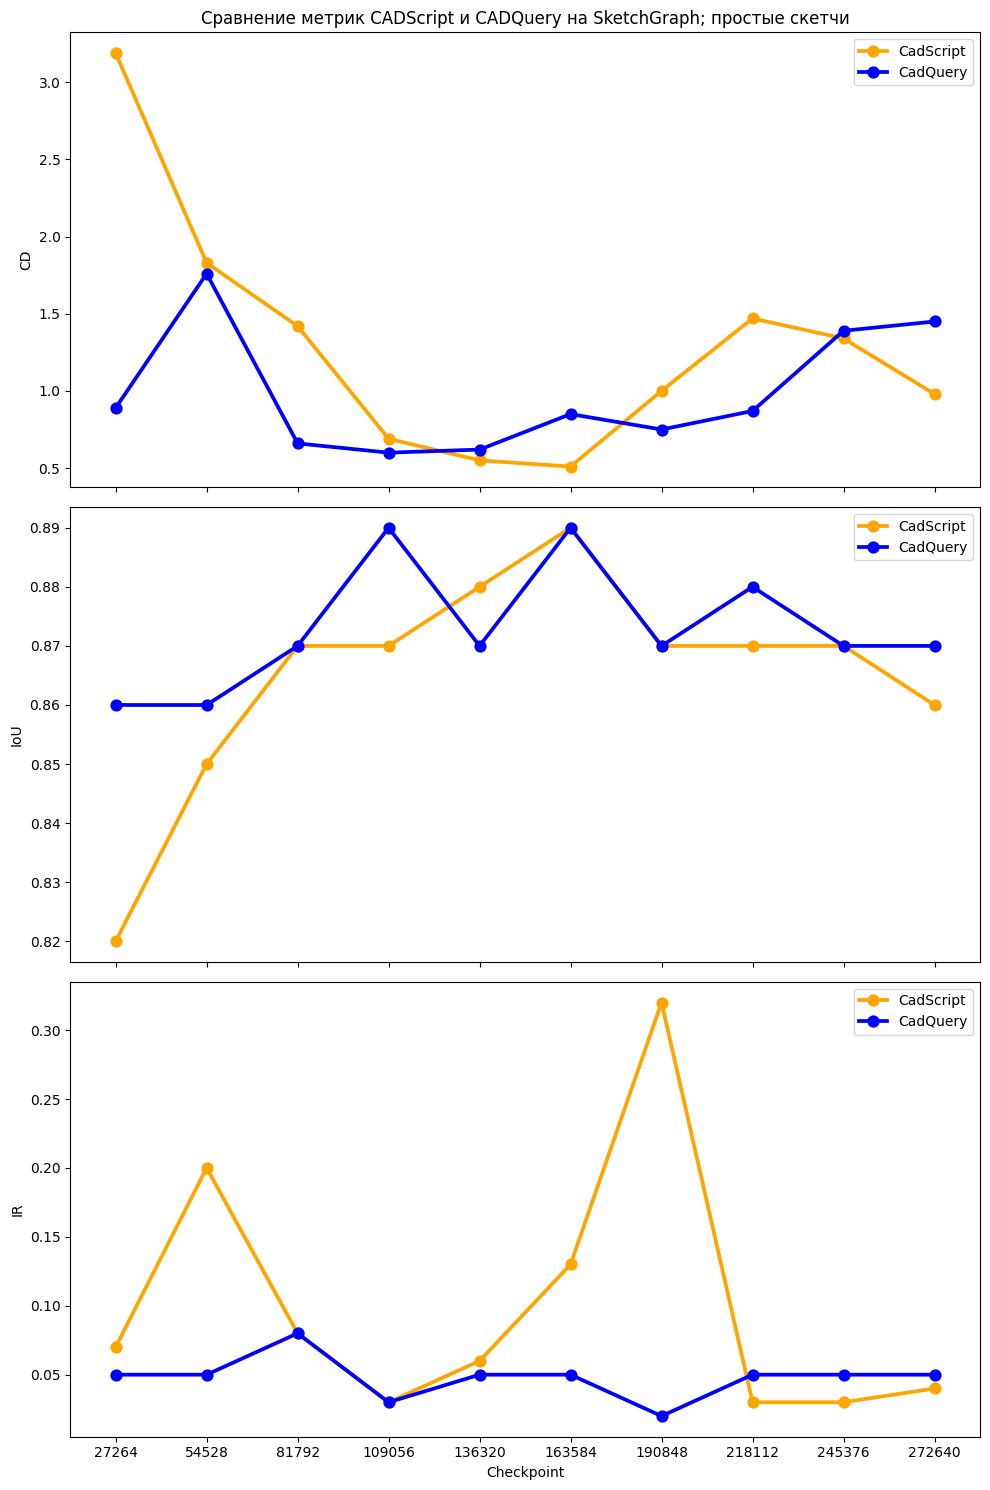 Сравнение метрик CADScript и CADQuery на SketchGraph; простые скетчи
CadScript
CadQuery
3.0
2.5
2.0
1.5
1.0
0.5
CD
CadScript
CadQuery
0.89
0.88
0.87
0.86
0.85
0.84
0.83
0.82
IoU
CadScript
CadQuery
0.30
0.25
0.20
0.15
0.10
0.05
IR
27264 54528 81792 109056 136320 163584 190848 218112 245376 272640
Checkpoint